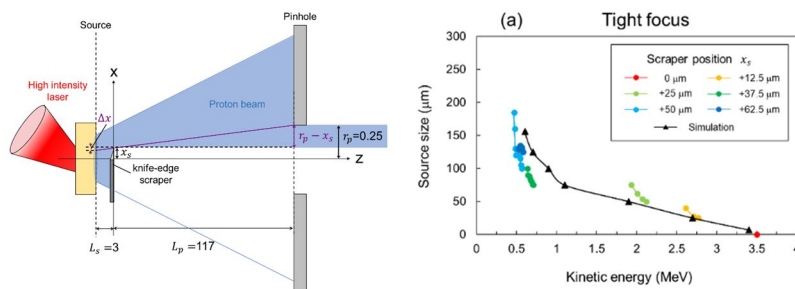 Source
Pinhole
X
High intensity
laser
Δx
Proton beam
r_p − x_s
r_p=0.25
x_s
Z
knife-edge
scraper
L_s =3
L_p=117
(a) Tight focus
Scraper position x_s
0 μm
+12.5 μm
+25 μm
+37.5 μm
+50 μm
+62.5 μm
Simulation
Source size (μm)
300
250
200
150
100
50
0
0 0.5 1 1.5 2 2.5 3 3.5 4
Kinetic energy (MeV)